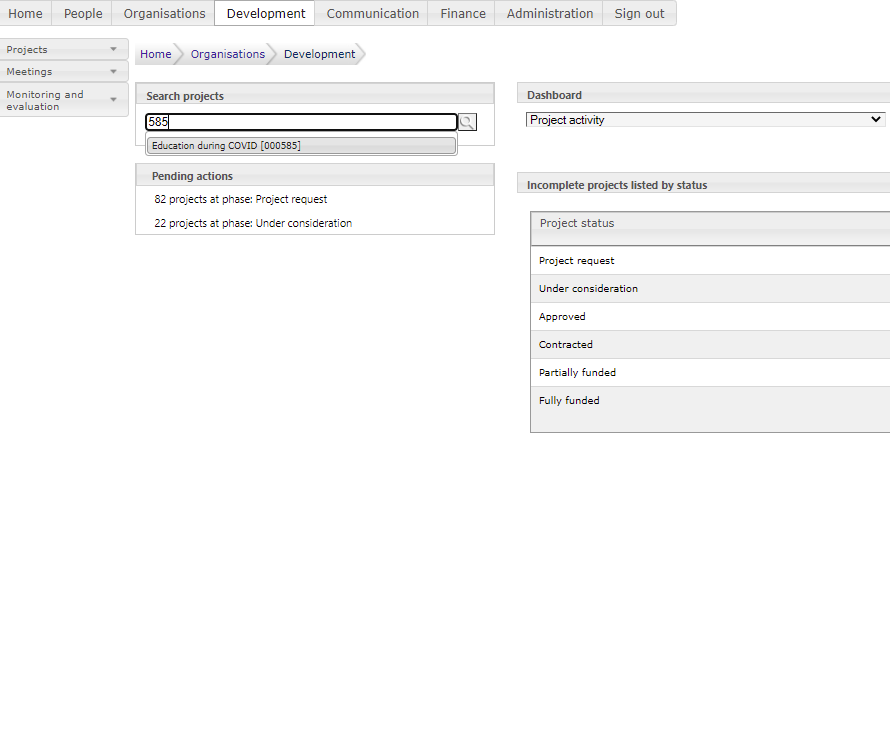 Home People Organisations Development Communication Finance Administration Sign out
Projects
Meetings
Monitoring and
evaluation
Home Organisations Development
Search projects
585
Education during COVID [000585]
Pending actions
82 projects at phase: Project request
22 projects at phase: Under consideration
Dashboard
Project activity
Incomplete projects listed by status
Project status
Project request
Under consideration
Approved
Contracted
Partially funded
Fully funded